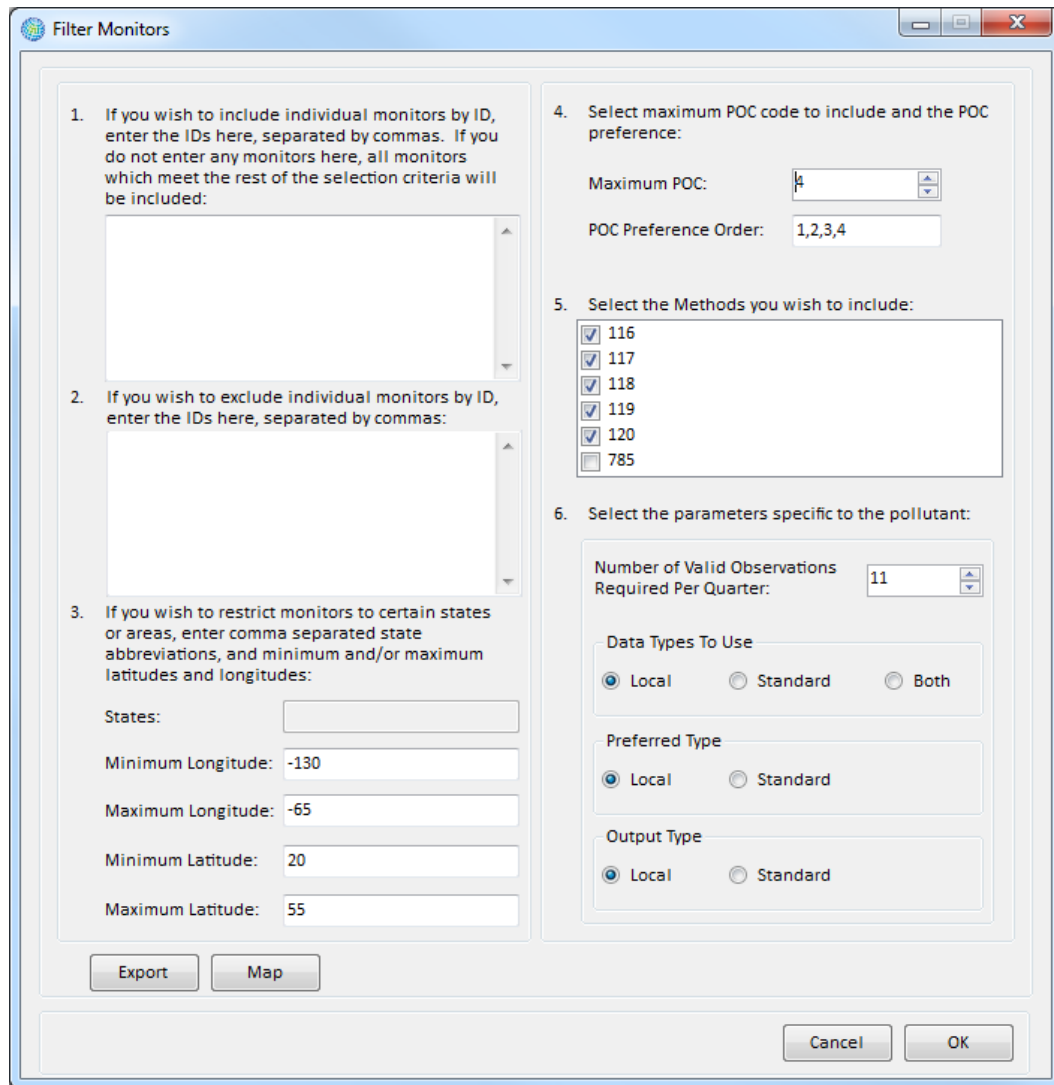 Filter Monitors
1. If you wish to include individual monitors by ID,
enter the IDs here, separated by commas. If you
do not enter any monitors here, all monitors
which meet the rest of the selection criteria will
be included:
2. If you wish to exclude individual monitors by ID,
enter the IDs here, separated by commas:
3. If you wish to restrict monitors to certain states
or areas, enter comma separated state
abbreviations, and minimum and/or maximum
latitudes and longitudes:
States:
Minimum Longitude: -130
Maximum Longitude: -65
Minimum Latitude: 20
Maximum Latitude: 55
Export Map
4. Select maximum POC code to include and the POC
preference:
Maximum POC: 4
POC Preference Order: 1,2,3,4
5. Select the Methods you wish to include:
116
117
118
119
120
785
6. Select the parameters specific to the pollutant:
Number of Valid Observations
Required Per Quarter: 11
Data Types To Use
Local Standard Both
Preferred Type
Local Standard
Output Type
Local Standard
Cancel OK